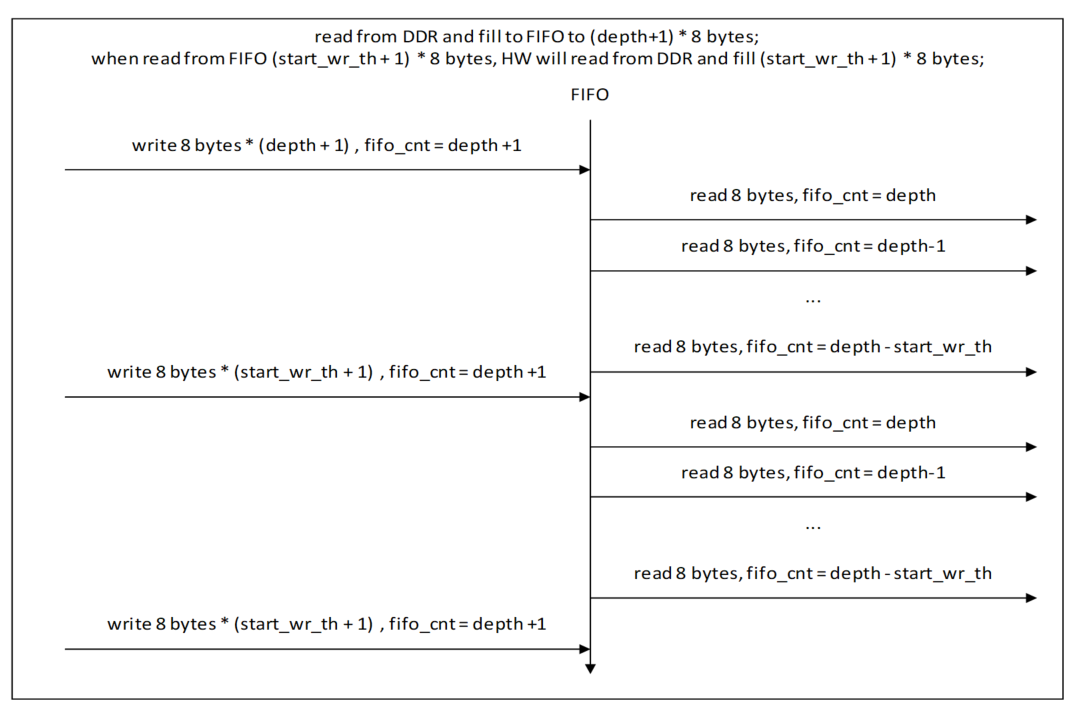 read from DDR and fill to FIFO to (depth+1) * 8 bytes;
when read from FIFO (start_wr_th + 1) * 8 bytes, HW will read from DDR and fill (start_wr_th + 1) * 8 bytes;
FIFO
write 8 bytes * (depth + 1) , fifo_cnt = depth +1
read 8 bytes, fifo_cnt = depth
read 8 bytes, fifo_cnt = depth-1
...
read 8 bytes, fifo_cnt = depth - start_wr_th
write 8 bytes * (start_wr_th + 1) , fifo_cnt = depth +1
read 8 bytes, fifo_cnt = depth
read 8 bytes, fifo_cnt = depth-1
...
read 8 bytes, fifo_cnt = depth - start_wr_th
write 8 bytes * (start_wr_th + 1) , fifo_cnt = depth +1